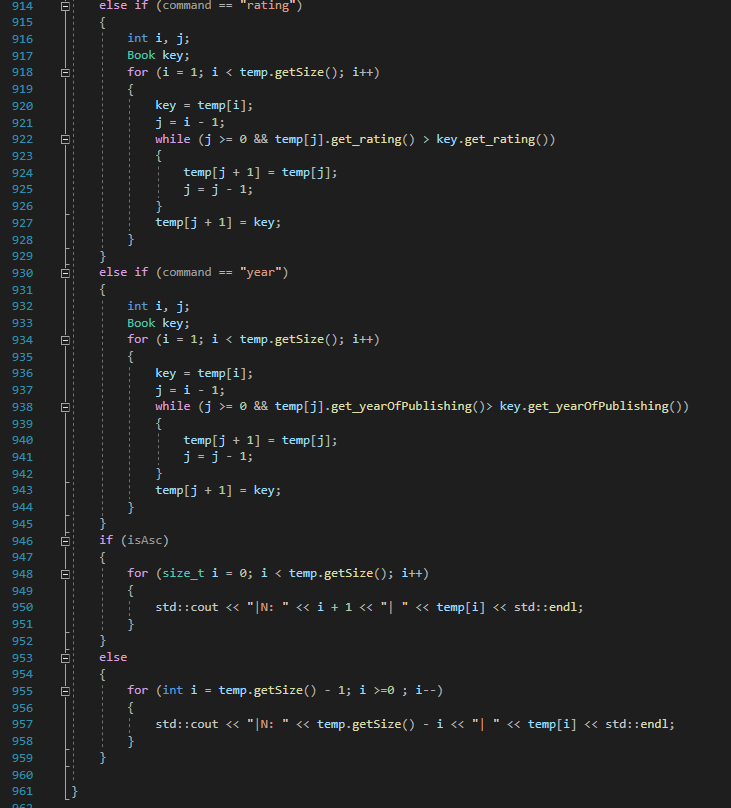 914 else if (command == "rating")
915 {
916 int i, j;
917 Book key;
918 for (i = 1; i < temp.getSize(); i++)
919 {
920 key = temp[i];
921 j = i - 1;
922 while (j >= 0 && temp[j].get_rating() > key.get_rating())
923 {
924 temp[j + 1] = temp[j];
925 j = j - 1;
926 }
927 temp[j + 1] = key;
928 }
929 }
930 else if (command == "year")
931 {
932 int i, j;
933 Book key;
934 for (i = 1; i < temp.getSize(); i++)
935 {
936 key = temp[i];
937 j = i - 1;
938 while (j >= 0 && temp[j].get_yearOfPublishing()> key.get_yearOfPublishing())
939 {
940 temp[j + 1] = temp[j];
941 j = j - 1;
942 }
943 temp[j + 1] = key;
944 }
945 }
946 if (isAsc)
947 {
948 for (size_t i = 0; i < temp.getSize(); i++)
949 {
950 std::cout << "|N: " << i + 1 << "| " << temp[i] << std::endl;
951 }
952 }
953 else
954 {
955 for (int i = temp.getSize() - 1; i >=0 ; i--)
956 {
957 std::cout << "|N: " << temp.getSize() - i << "| " << temp[i] << std::endl;
958 }
959 }
960
961 }
962